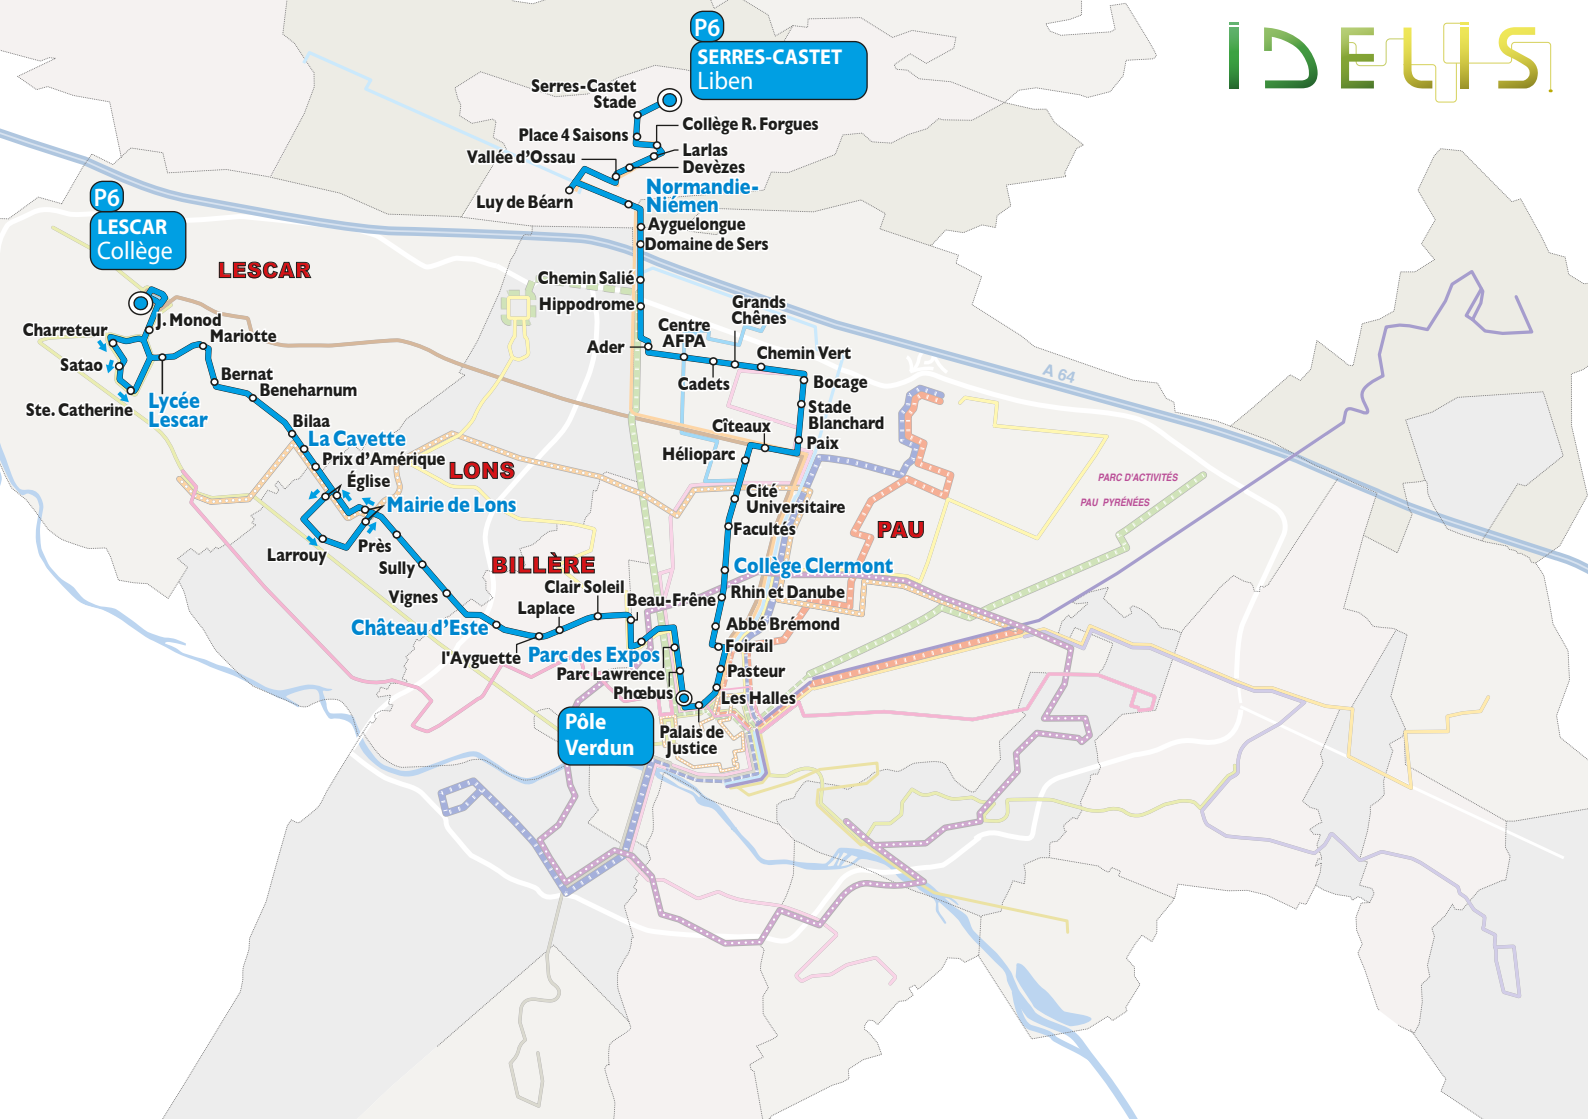 IDELIS
P6
SERRES-CASTET
Liben
Serres-Castet
Stade
Place 4 Saisons
Collège R. Forgues
Larlas
Vallée d'Ossau
Devèzes
Luy de Béarn
Normandie-
Niémen
Ayguelongue
Domaine de Sers
Chemin Salié
Hippodrome
Ader
Centre
AFPA
Grands
Chênes
Cadets
Chemin Vert
Bocage
Stade
Blanchard
Paix
Cîteaux
Hélioparc
Cité
Universitaire
Facultés
Collège Clermont
Rhin et Danube
Abbé Brémond
Foirail
Pasteur
Les Halles
Palais de
Justice
Pôle
Verdun
Phœbus
Parc Lawrence
Parc des Expos
Beau-Frêne
Clair Soleil
Laplace
l'Ayguette
Château d'Este
Vignes
Sully
Près
Mairie de Lons
Larrouy
Église
Prix d'Amérique
La Cavette
Bilaa
Beneharnum
Bernat
Mariotte
Lycée
Lescar
Ste. Catherine
Satao
Charreteur
J. Monod
P6
LESCAR
Collège
LESCAR
LONS
BILLÈRE
PAU
A 64
PARC D'ACTIVITÉS
PAU PYRÉNÉES